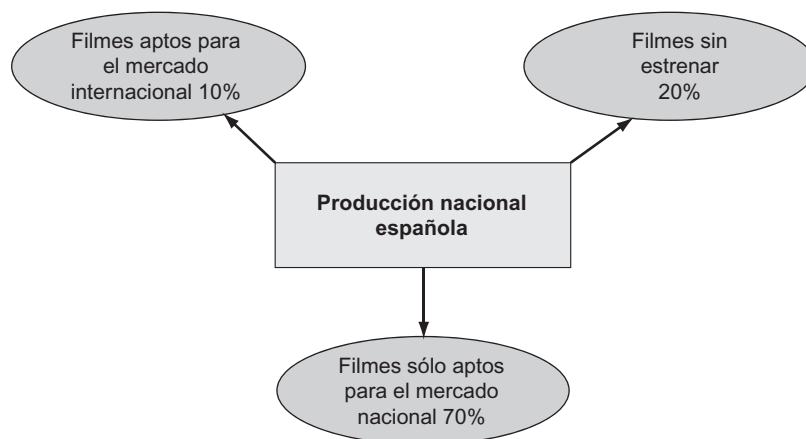 Filmes aptos para
el mercado
internacional 10%
Filmes sin
estrenar
20%
Producción nacional
española
Filmes sólo aptos
para el mercado
nacional 70%